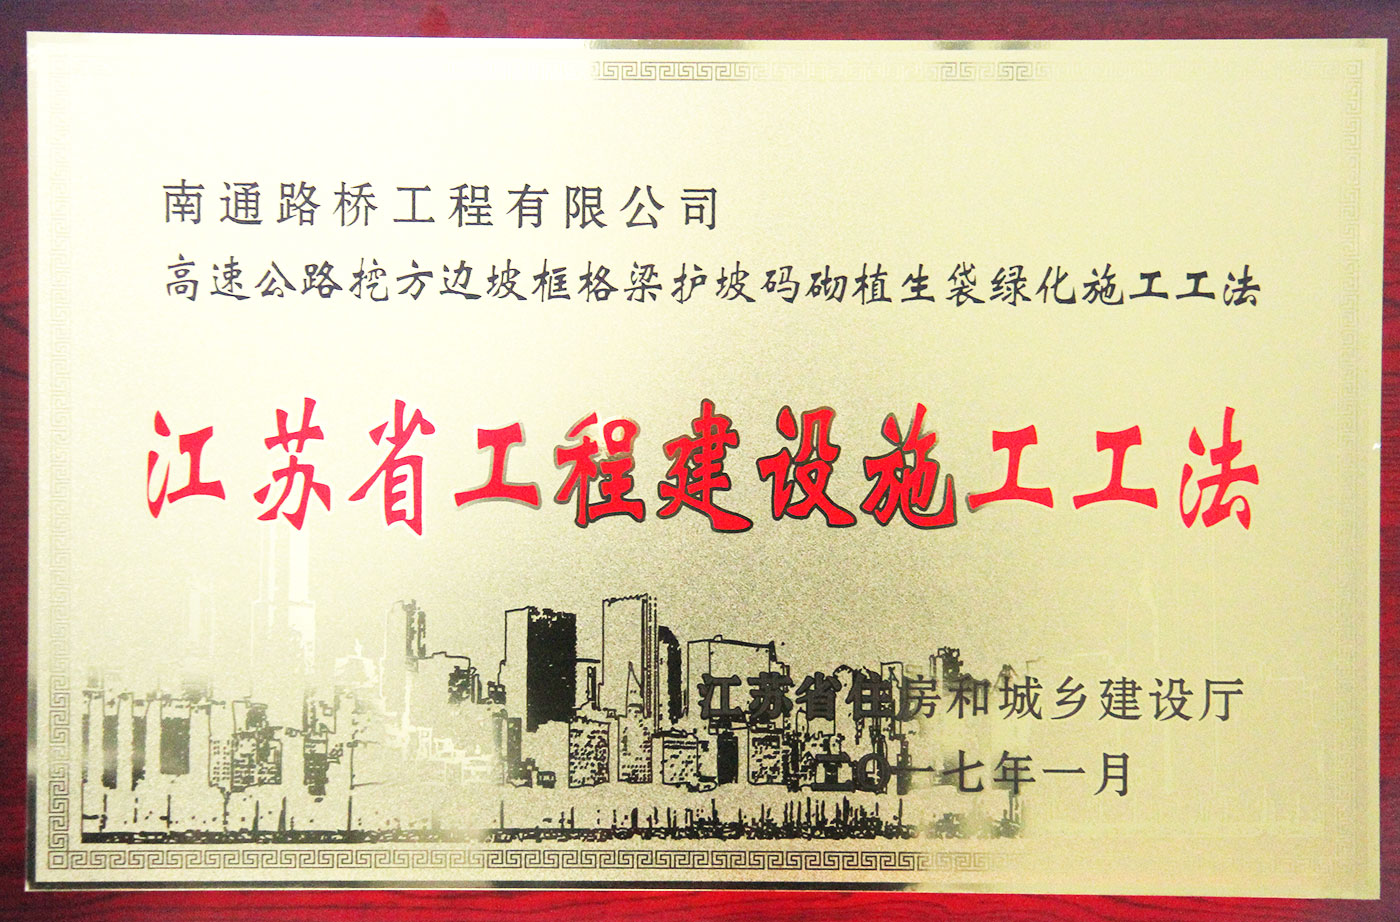 南通路桥工程有限公司
高速公路挖方边坡框格梁护坡码砌植生袋绿化施工工法
江苏省工程建设施工工法
江苏省住房和城乡建设厅
二〇一七年一月